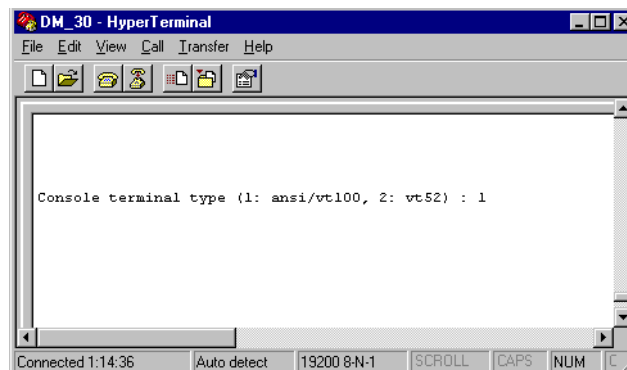 DM_30 - HyperTerminal
File Edit View Call Transfer Help
Console terminal type (1: ansi/vt100, 2: vt52) : 1
Connected 1:14:36 Auto detect 19200 8-N-1 SCROLL CAPS NUM C